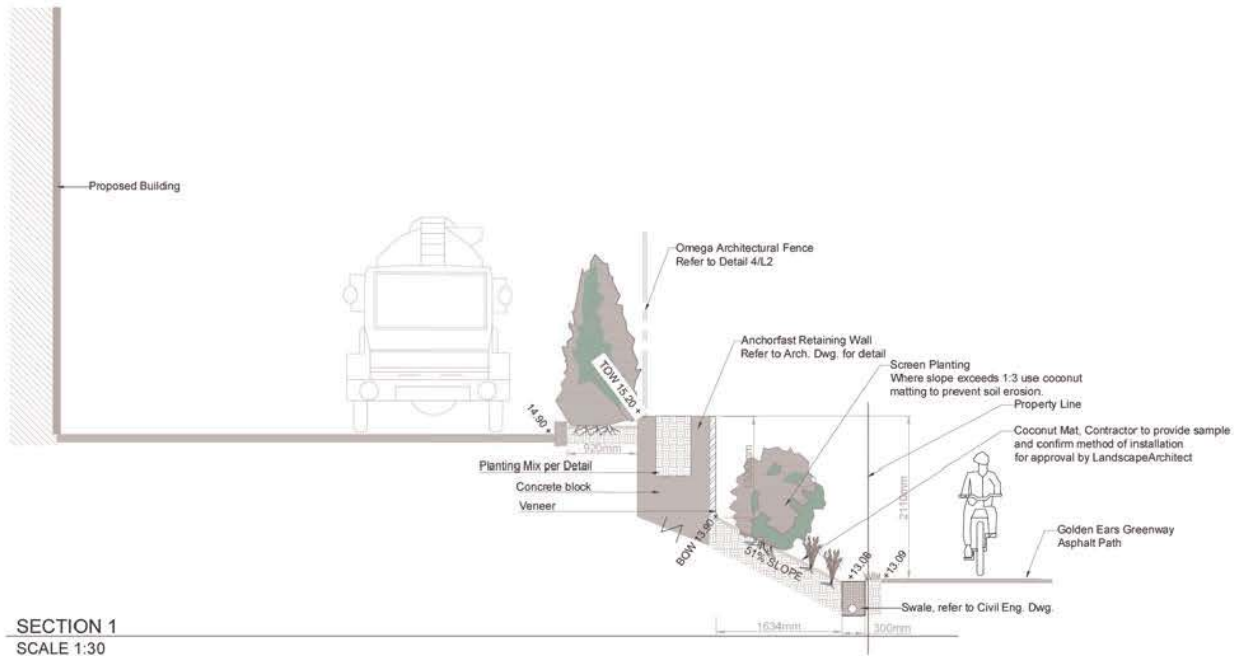 Proposed Building
Omega Architectural Fence
Refer to Detail 4/L2
Anchorfast Retaining Wall
Refer to Arch. Dwg. for detail
Screen Planting
Where slope exceeds 1:3 use coconut
matting to prevent soil erosion.
Property Line
Coconut Mat, Contractor to provide sample
and confirm method of installation
for approval by LandscapeArchitect
TOW 15.20 +
14.90 +
920mm
Planting Mix per Detail
Concrete block
Veneer
BOW 13.90 +
51% SLOPE
2110mm
+13.08
+13.09
Golden Ears Greenway
Asphalt Path
Swale, refer to Civil Eng. Dwg.
1634mm
300mm
SECTION 1
SCALE 1:30